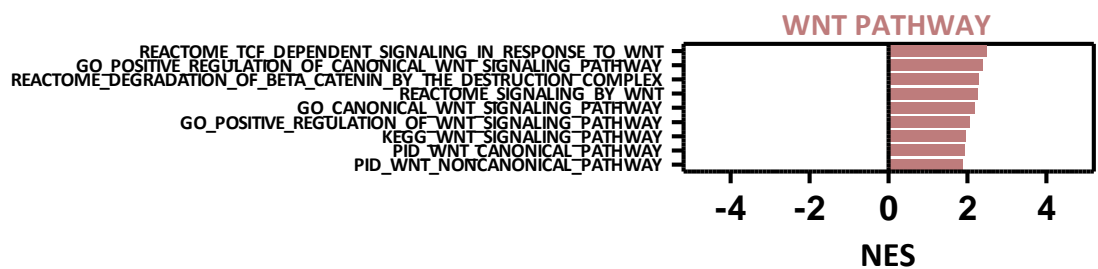 WNT PATHWAY
REACTOME_TCF_DEPENDENT_SIGNALING_IN_RESPONSE_TO_WNT
GO_POSITIVE_REGULATION_OF_CANONICAL_WNT_SIGNALING_PATHWAY
REACTOME_DEGRADATION_OF_BETA_CATENIN_BY_THE_DESTRUCTION_COMPLEX
REACTOME_SIGNALING_BY_WNT
GO_CANONICAL_WNT_SIGNALING_PATHWAY
GO_POSITIVE_REGULATION_OF_WNT_SIGNALING_PATHWAY
KEGG_WNT_SIGNALING_PATHWAY
PID_WNT_CANONICAL_PATHWAY
PID_WNT_NONCANONICAL_PATHWAY
-4 -2 0 2 4
NES